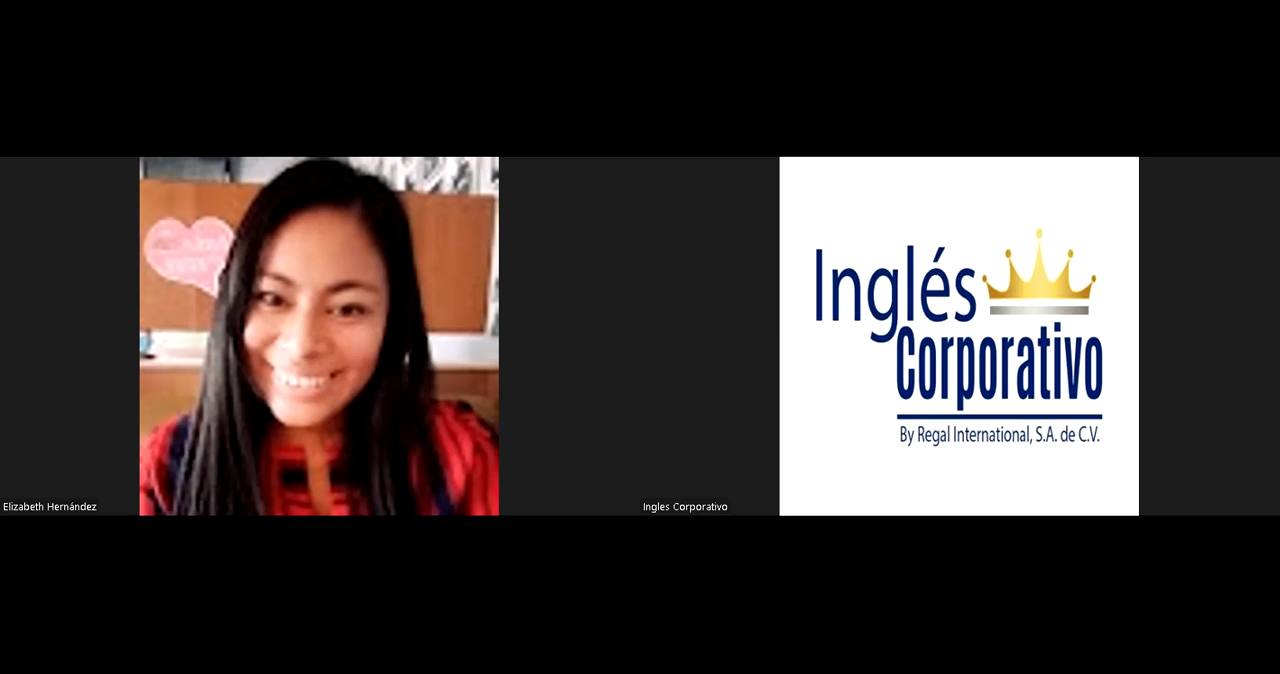 Elizabeth Hernández
Inglés
Corporativo
By Regal International, S.A. de C.V.
Ingles Corporativo